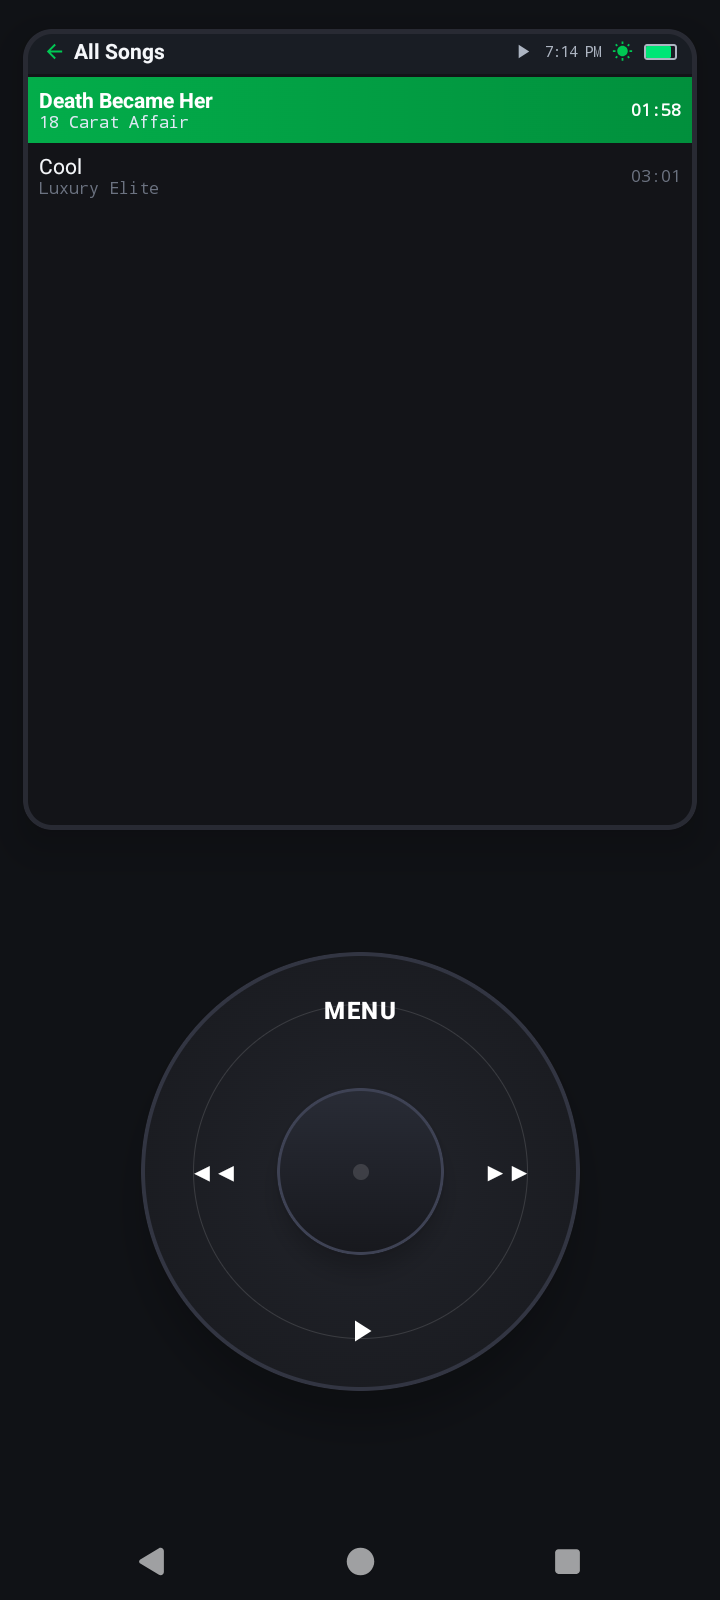 All Songs
7:14 PM
Death Became Her
18 Carat Affair
01:58
Cool
Luxury Elite
03:01
MENU